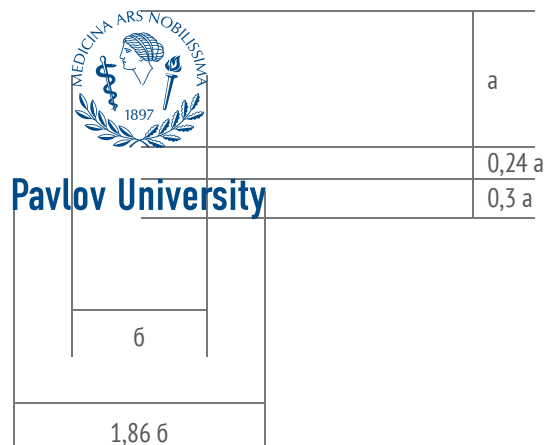 MEDICINA ARS NOBILISSIMA
1897
а
0,24 а
Pavlov University
0,3 а
б
1,86 б